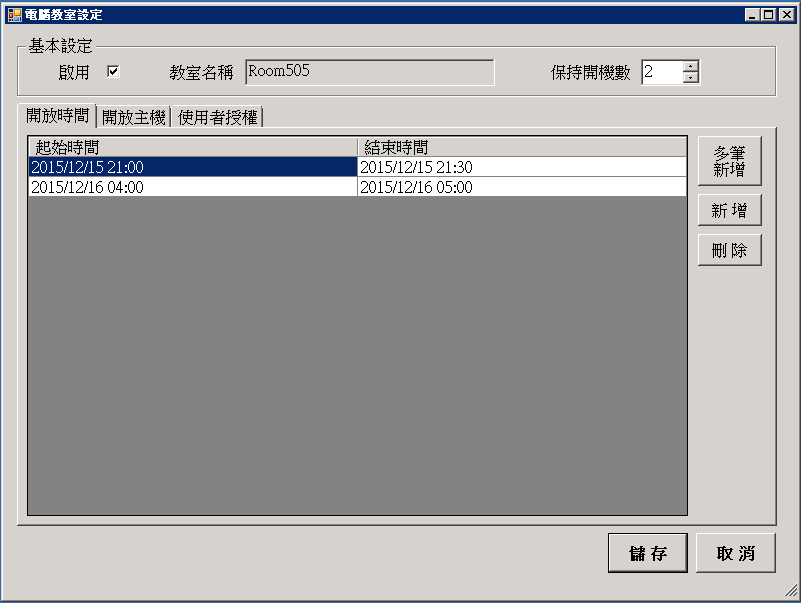 電腦教室設定
基本設定
啟用 教室名稱 Room505 保持開機數 2
開放時間 開放主機 使用者授權
起始時間 結束時間
2015/12/15 21:00 2015/12/15 21:30
2015/12/16 04:00 2015/12/16 05:00
多筆
新增
新 增
刪 除
儲 存 取 消